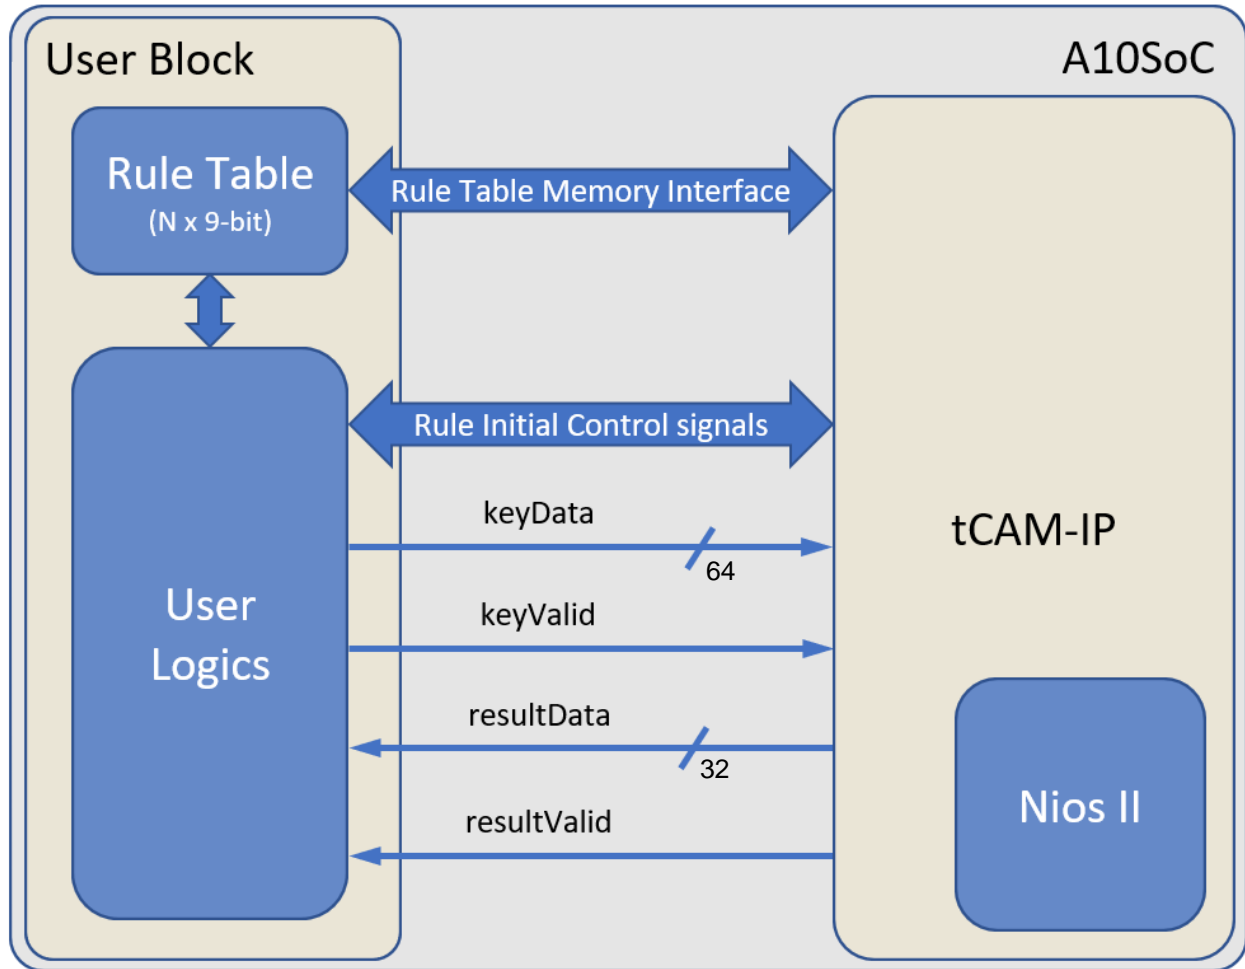 User Block
A10SoC
Rule Table
(N x 9-bit)
Rule Table Memory Interface
Rule Initial Control signals
keyData
64
tCAM-IP
keyValid
User
Logics
resultData
32
Nios II
resultValid